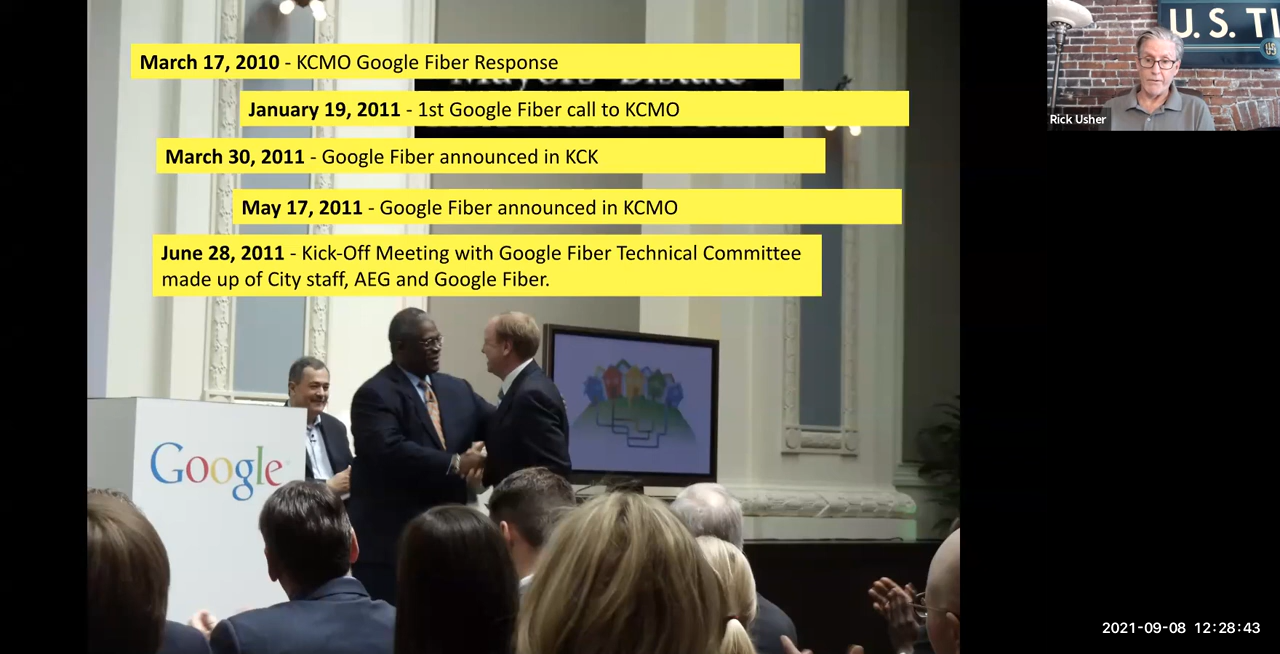 March 17, 2010 - KCMO Google Fiber Response
January 19, 2011 - 1st Google Fiber call to KCMO
March 30, 2011 - Google Fiber announced in KCK
May 17, 2011 - Google Fiber announced in KCMO
June 28, 2011 - Kick-Off Meeting with Google Fiber Technical Committee
made up of City staff, AEG and Google Fiber.
Google
U.S.
Rick Usher
2021-09-08 12:28:43